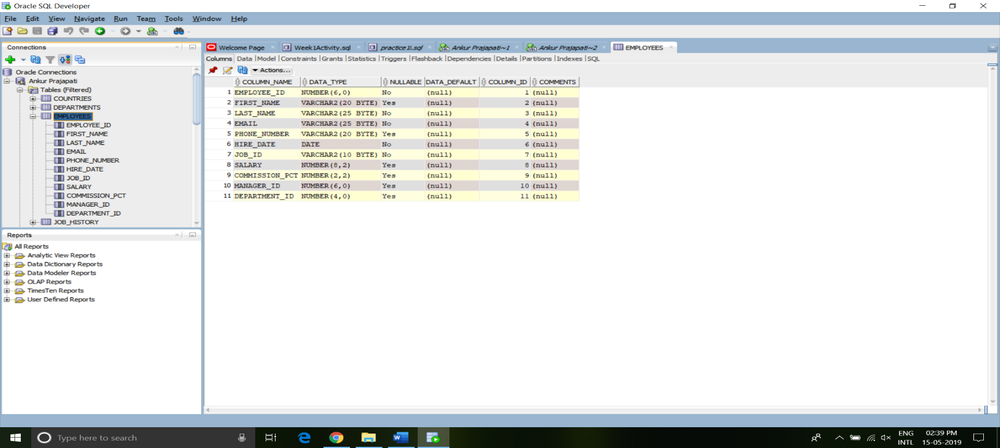 Oracle SQL Developer
File Edit View Navigate Run Team Tools Window Help
Connections
Oracle Connections
Ankur Prajapati
Tables (Filtered)
COUNTRIES
DEPARTMENTS
EMPLOYEES
EMPLOYEE_ID
FIRST_NAME
LAST_NAME
EMAIL
PHONE_NUMBER
HIRE_DATE
JOB_ID
SALARY
COMMISSION_PCT
MANAGER_ID
DEPARTMENT_ID
JOB_HISTORY
Reports
All Reports
Analytic View Reports
Data Dictionary Reports
Data Modeler Reports
OLAP Reports
TimesTen Reports
User Defined Reports
Welcome Page Week1Activity.sql practice1i.sql Ankur Prajapati~1 Ankur Prajapati~2 EMPLOYEES
Columns Data Model Constraints Grants Statistics Triggers Flashback Dependencies Details Partitions Indexes SQL
Actions...
COLUMN_NAME DATA_TYPE NULLABLE DATA_DEFAULT COLUMN_ID COMMENTS
1 EMPLOYEE_ID NUMBER(6,0) No (null) 1 (null)
2 FIRST_NAME VARCHAR2(20 BYTE) Yes (null) 2 (null)
3 LAST_NAME VARCHAR2(25 BYTE) No (null) 3 (null)
4 EMAIL VARCHAR2(25 BYTE) No (null) 4 (null)
5 PHONE_NUMBER VARCHAR2(20 BYTE) Yes (null) 5 (null)
6 HIRE_DATE DATE No (null) 6 (null)
7 JOB_ID VARCHAR2(10 BYTE) No (null) 7 (null)
8 SALARY NUMBER(8,2) Yes (null) 8 (null)
9 COMMISSION_PCT NUMBER(2,2) Yes (null) 9 (null)
10 MANAGER_ID NUMBER(6,0) Yes (null) 10 (null)
11 DEPARTMENT_ID NUMBER(4,0) Yes (null) 11 (null)
Type here to search
ENG 02:39 PM
INTL 15-05-2019